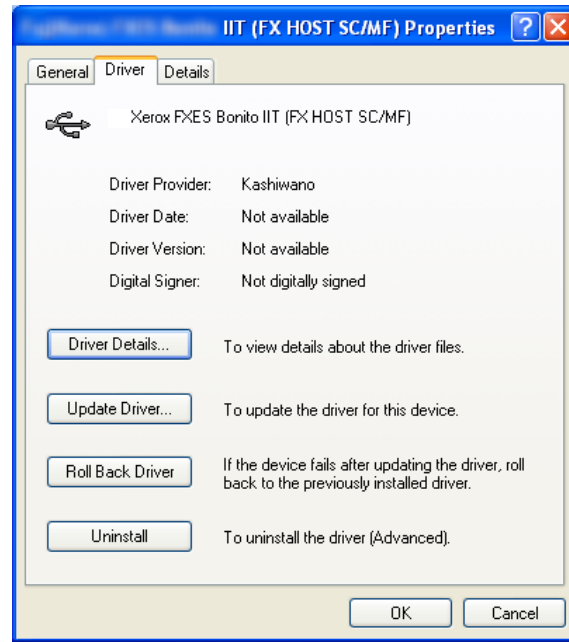 IIT (FX HOST SC/MF) Properties
General Driver Details
Xerox FXES Bonito IIT (FX HOST SC/MF)
Driver Provider: Kashiwano
Driver Date: Not available
Driver Version: Not available
Digital Signer: Not digitally signed
Driver Details... To view details about the driver files.
Update Driver... To update the driver for this device.
Roll Back Driver If the device fails after updating the driver, roll
back to the previously installed driver.
Uninstall To uninstall the driver (Advanced).
OK Cancel